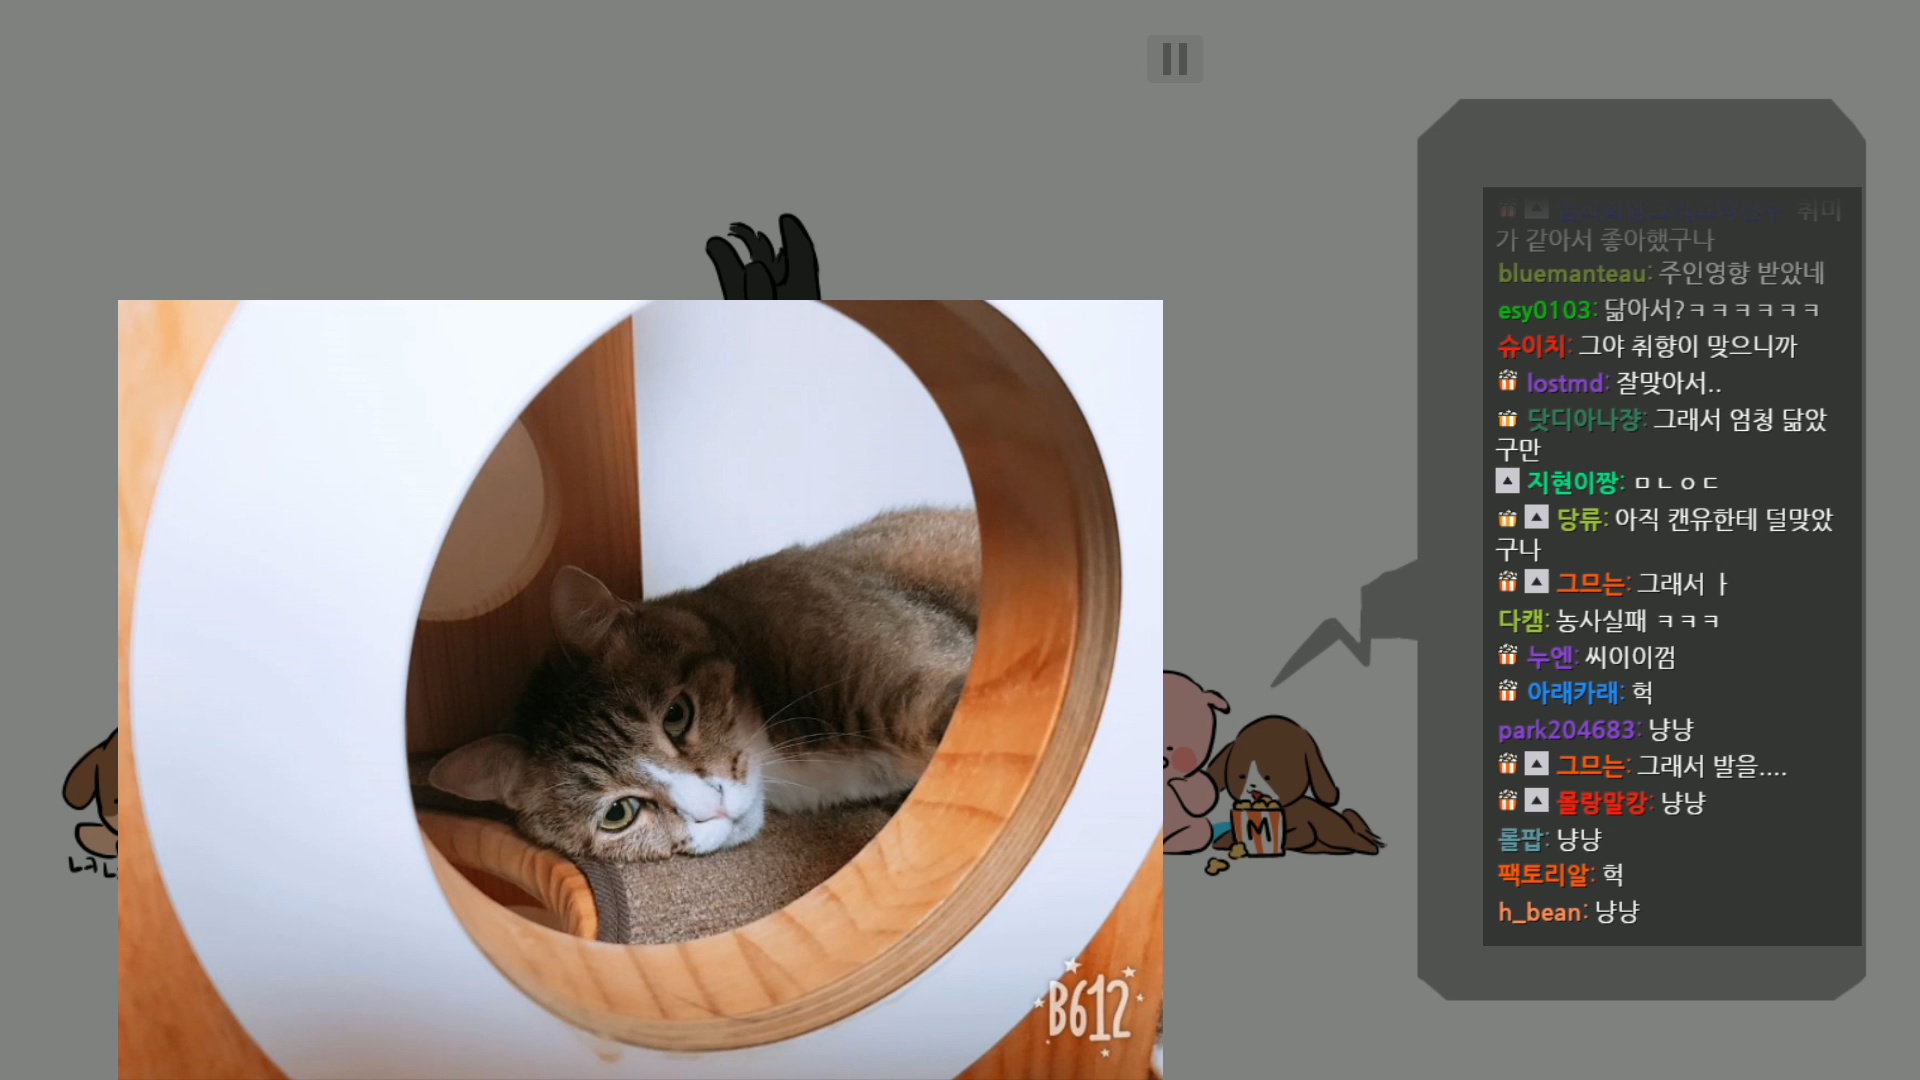 취미
가 같아서 좋아했구나
bluemanteau: 주인영향 받았네
esy0103: 닮아서?ㅋㅋㅋㅋㅋㅋ
슈이치: 그야 취향이 맞으니까
lostmd: 잘맞아서..
닷디아나쟝: 그래서 엄청 닮았
구만
지현이짱: ㅁㄴㅇㄷ
당류: 아직 캔유한테 덜맞았
구나
그므는: 그래서 ㅏ
다캠: 농사실패 ㅋㅋㅋ
누엔: 씨이이껌
아래카래: 헉
park204683: 냥냥
그므는: 그래서 발을....
몰랑말캉: 냥냥
롤팝: 냥냥
팩토리알: 헉
h_bean: 냥냥
M
B612